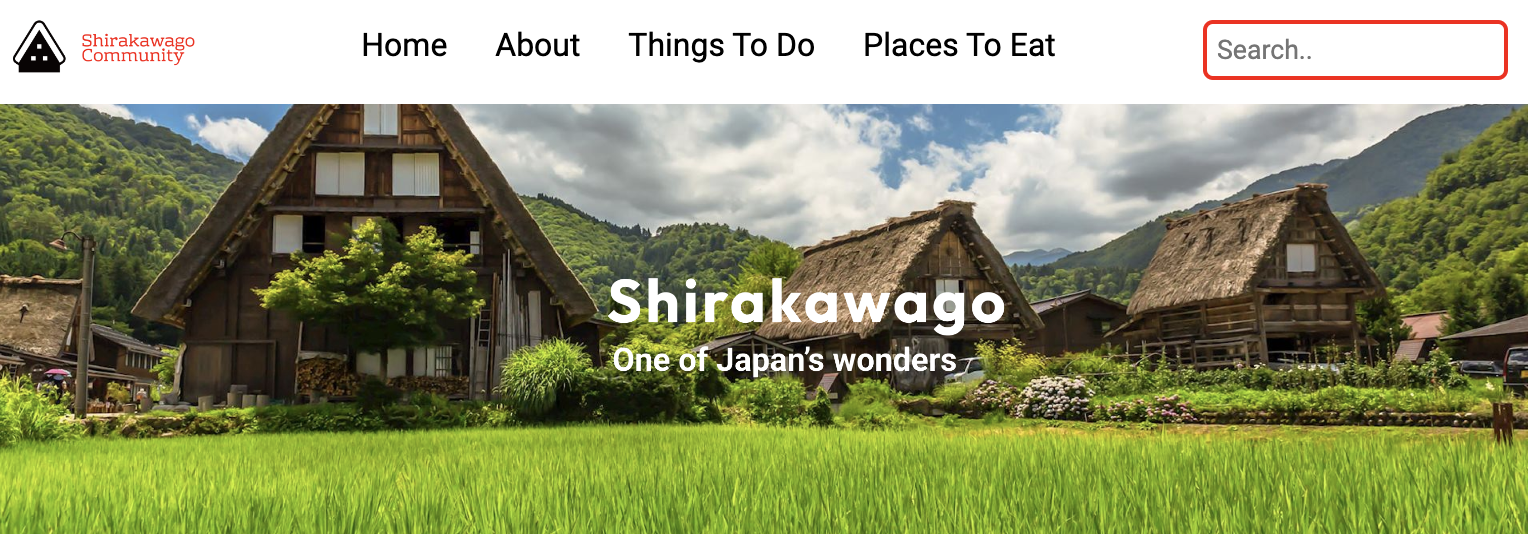 Shirakawago
Community
Home
About
Things To Do
Places To Eat
Search..
Shirakawago
One of Japan’s wonders